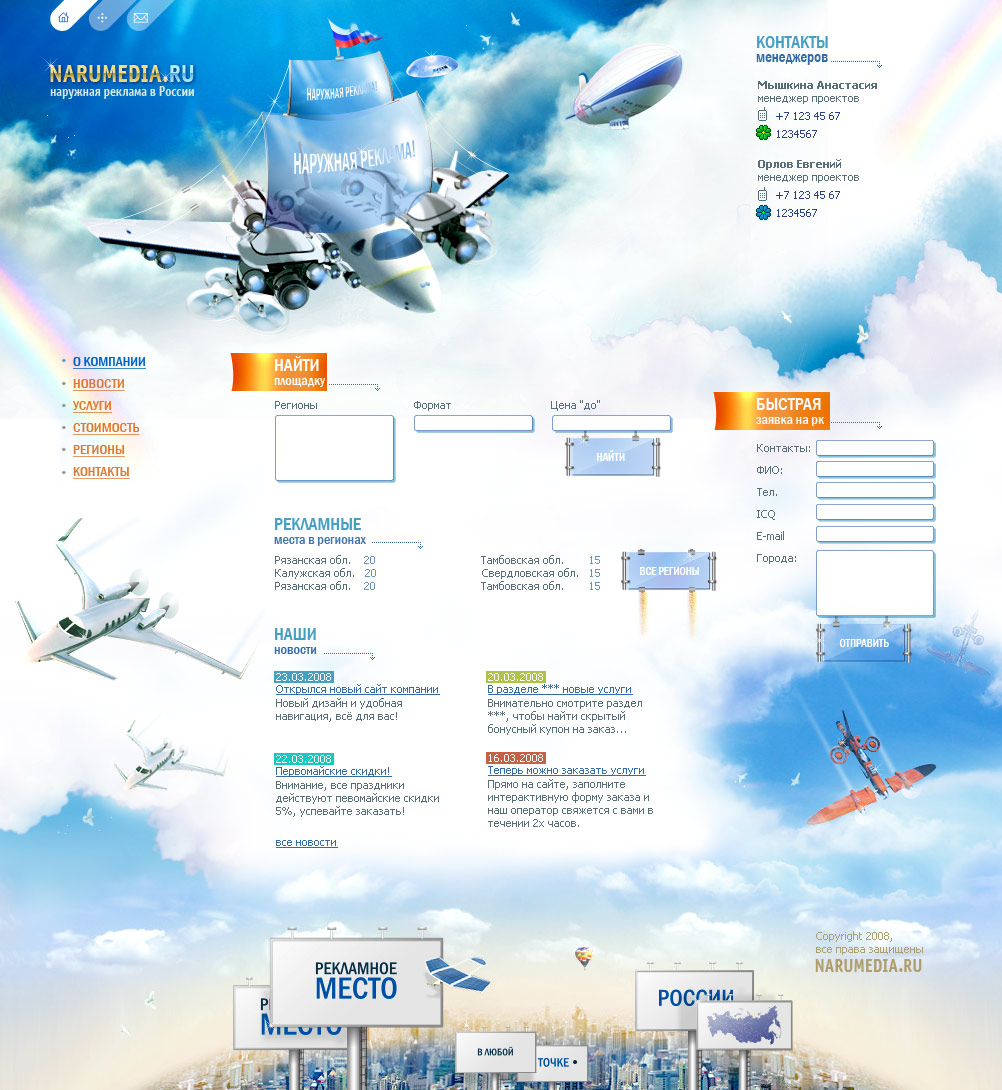 NARUMEDIA.RU
наружная реклама в России
НАРУЖНАЯ РЕКЛАМА!
НАРУЖНАЯ РЕКЛАМА!
КОНТАКТЫ
менеджеров
Мышкина Анастасия
менеджер проектов
+7 123 45 67
1234567
Орлов Евгений
менеджер проектов
+7 123 45 67
1234567
О КОМПАНИИ
НОВОСТИ
УСЛУГИ
СТОИМОСТЬ
РЕГИОНЫ
КОНТАКТЫ
НАЙТИ
площадку
Регионы
Формат
Цена "до"
НАЙТИ
БЫСТРАЯ
заявка на рк
Контакты:
ФИО:
Тел.
ICQ
E-mail
Города:
ОТПРАВИТЬ
РЕКЛАМНЫЕ
места в регионах
Рязанская обл. 20
Калужская обл. 20
Рязанская обл. 20
Тамбовская обл. 15
Свердловская обл. 15
Тамбовская обл. 15
ВСЕ РЕГИОНЫ
НАШИ
новости
23.03.2008
Открылся новый сайт компании
Новый дизайн и удобная
навигация, всё для вас!
20.03.2008
В разделе *** новые услуги
Внимательно смотрите раздел
***, чтобы найти скрытый
бонусный купон на заказ...
22.03.2008
Первомайские скидки!
Внимание, все праздники
действуют певомайские скидки
5%, успевайте заказать!
16.03.2008
Теперь можно заказать услуги
Прямо на сайте, заполните
интерактивную форму заказа и
наш оператор свяжется с вами в
течении 2х часов.
все новости
Copyright 2008,
все права защищены
NARUMEDIA.RU
РЕКЛАМНОЕ
МЕСТО
МЕСТО
В ЛЮБОЙ
ТОЧКЕ •
РОССИИ